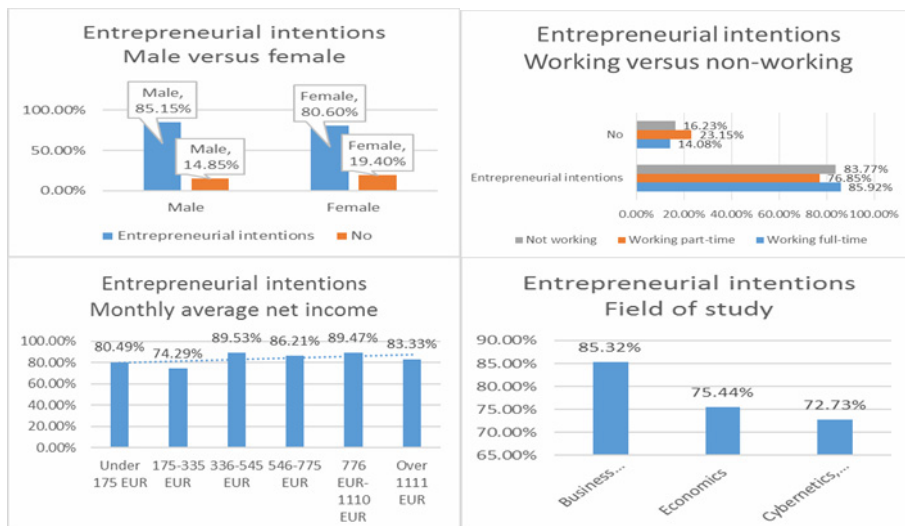 Entrepreneurial intentions
Male versus female
Male,
85.15%
Female,
80.60%
100.00%
Male,
14.85%
Female,
19.40%
50.00%
0.00%
Male
Female
Entrepreneurial intentions
No
Entrepreneurial intentions
Working versus non-working
No
16.23%
23.15%
14.08%
Entrepreneurial intentions
83.77%
76.85%
85.92%
0.00% 20.00% 40.00% 60.00% 80.00% 100.00%
Not working
Working part-time
Working full-time
Entrepreneurial intentions
Monthly average net income
100.00%
80.00%
60.00%
40.00%
20.00%
0.00%
80.49%
74.29%
89.53%
86.21%
89.47%
83.33%
Under
175 EUR
175-335
EUR
336-545
EUR
546-775
EUR
776
EUR-
1110
EUR
Over
1111
EUR
Entrepreneurial intentions
Field of study
90.00%
85.00%
80.00%
75.00%
70.00%
65.00%
85.32%
75.44%
72.73%
Business...
Economics
Cybernetics,...